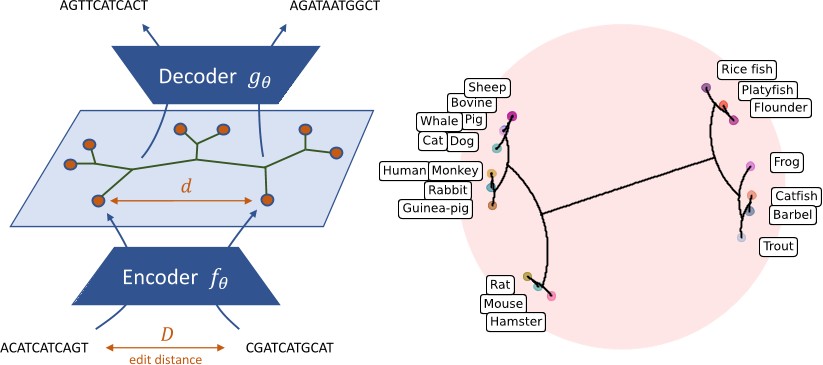 AGTTCATCACT
AGATAATGGCT
Decoder gθ
d
Encoder fθ
ACATCATCAGT
D
edit distance
CGATCATGCAT
Sheep
Bovine
Whale Pig
Cat Dog
Human Monkey
Rabbit
Guinea-pig
Rat
Mouse
Hamster
Rice fish
Platyfish
Flounder
Frog
Catfish
Barbel
Trout